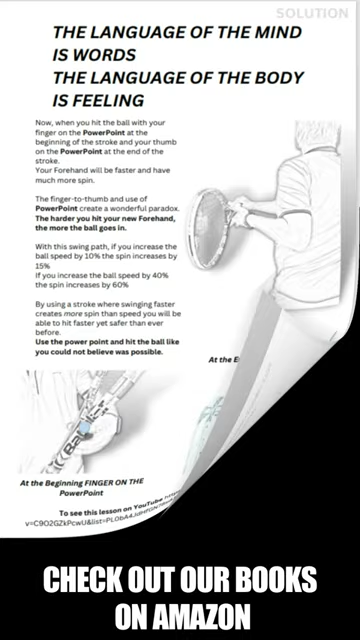 SOLUTION
THE LANGUAGE OF THE MIND
IS WORDS
THE LANGUAGE OF THE BODY
IS FEELING
Now, when you hit the ball with your
finger on the PowerPoint at the
beginning of the stroke and your thumb
on the PowerPoint at the end of the
stroke.
Your Forehand will be faster and have
much more spin.
The finger-to-thumb and use of
PowerPoint create a wonderful paradox.
The harder you hit your new Forehand,
the more the ball goes in.
With this swing path, if you increase the
ball speed by 10% the spin increases by
15%
If you increase the ball speed by 40%
the spin increases by 60%
By using a stroke where swinging faster
creates more spin than speed you will be
able to hit faster yet safer than ever
before.
Use the power point and hit the ball like
you could not believe was possible.
At the
At the Beginning FINGER ON THE
PowerPoint
To see this lesson on YouTube
CHECK OUT OUR BOOKS
ON AMAZON